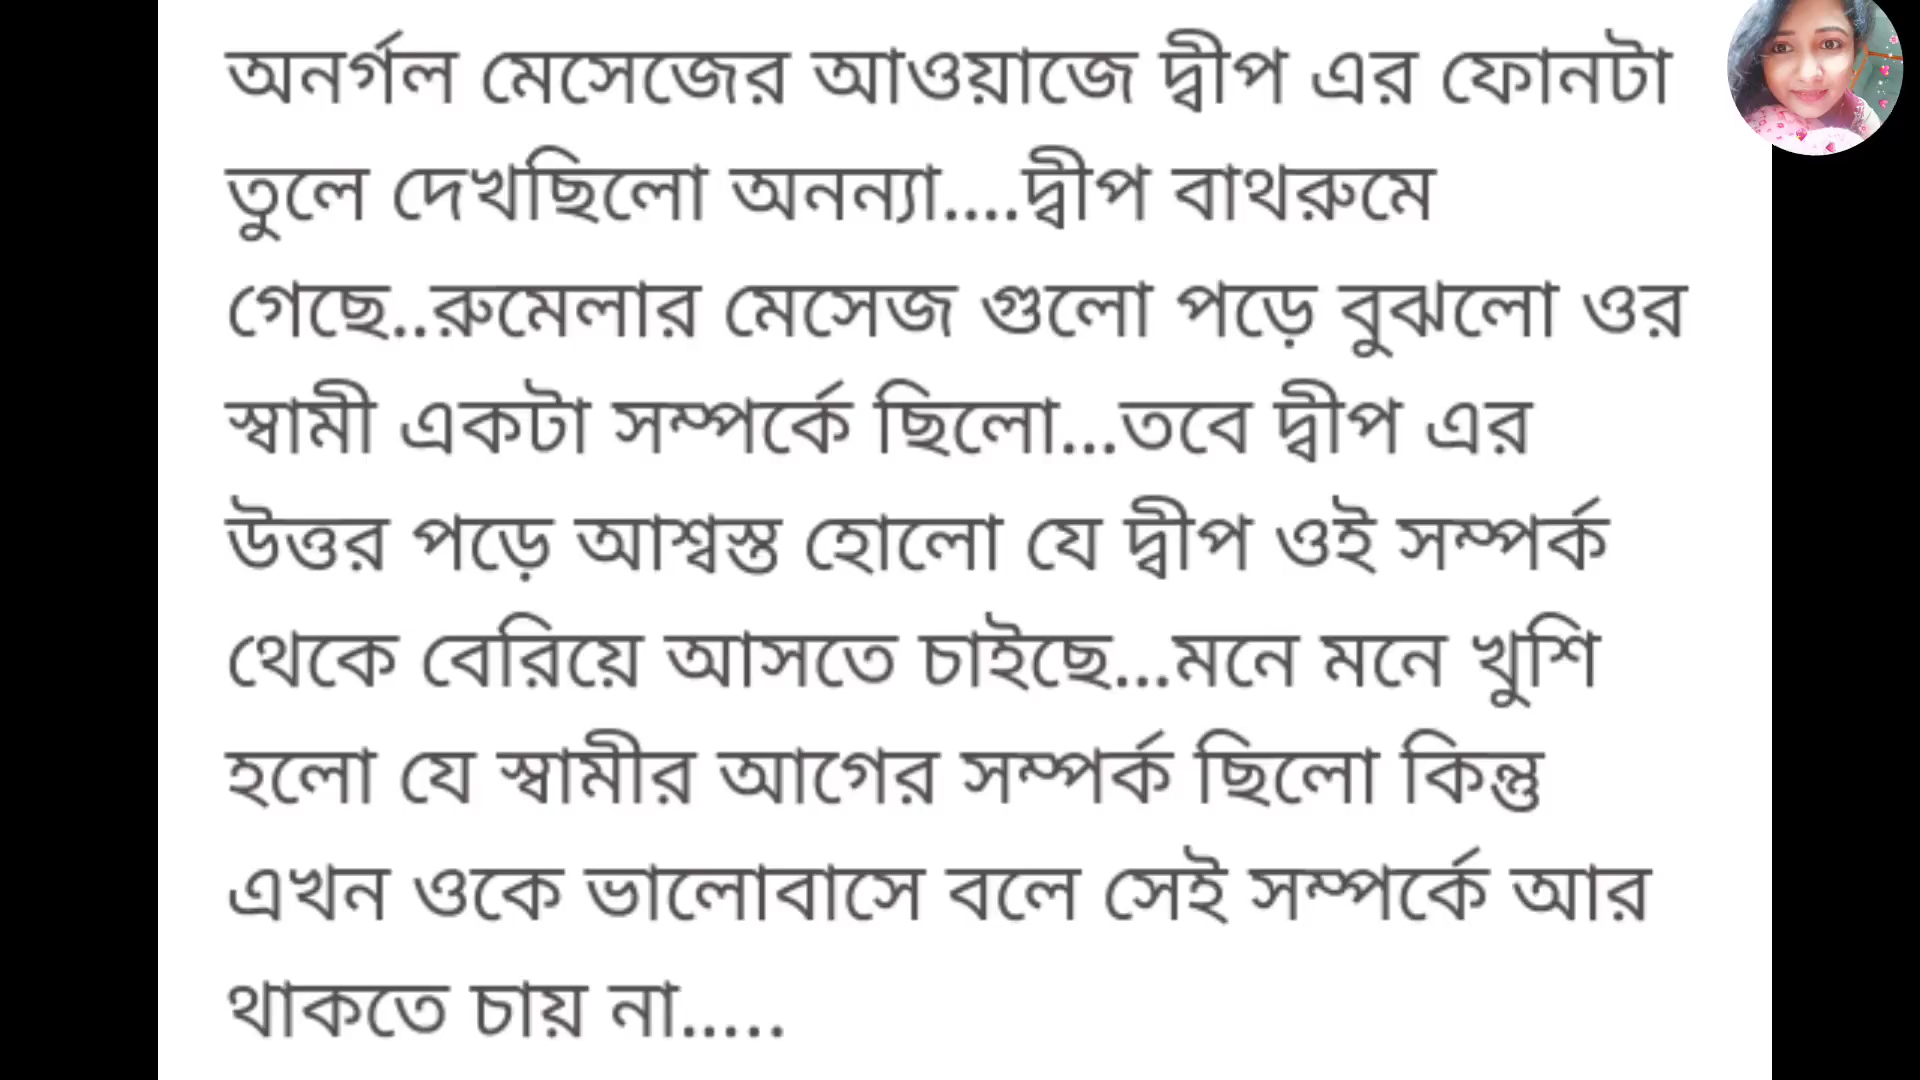 অনর্গল মেসেজের আওয়াজে দ্বীপ এর ফোনটা
তুলে দেখছিলো অনন্যা....দ্বীপ বাথরুমে
গেছে..রুমেলার মেসেজ গুলো পড়ে বুঝলো ওর
স্বামী একটা সম্পর্কে ছিলো...তবে দ্বীপ এর
উত্তর পড়ে আশ্বস্ত হোলো যে দ্বীপ ওই সম্পর্ক
থেকে বেরিয়ে আসতে চাইছে...মনে মনে খুশি
হলো যে স্বামীর আগের সম্পর্ক ছিলো কিন্তু
এখন ওকে ভালোবাসে বলে সেই সম্পর্কে আর
থাকতে চায় না.....